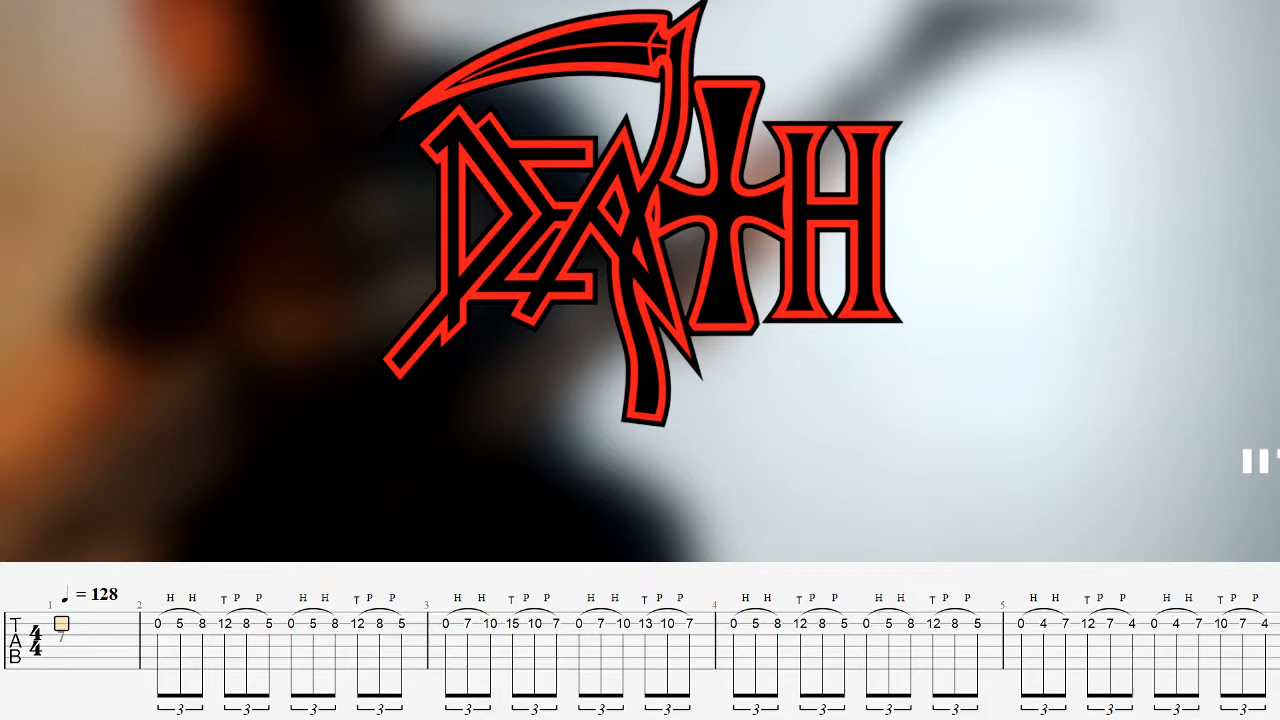 DEATH
♩ = 128
1 2 3 4 5
H H T P P H H T P P H H T P P H H T P P H H T P P H H T P P H H T P P H H T P P
T A B 4 4 0 5 8 12 8 5 0 5 8 12 8 5 0 7 10 15 10 7 0 7 10 13 10 7 0 5 8 12 8 5 0 5 8 12 8 5 0 4 7 12 7 4 0 4 7 10 7 4
3 3 3 3 3 3 3 3 3 3 3 3 3 3 3 3